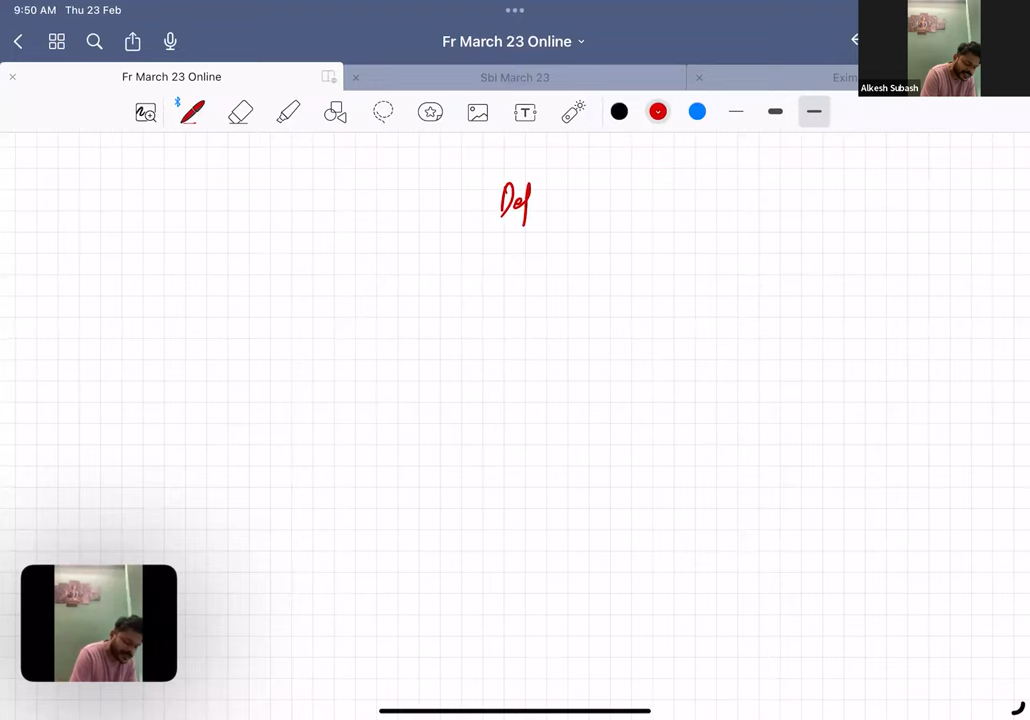 9:50 AM Thu 23 Feb
Fr March 23 Online
Alkesh Subash
Fr March 23 Online
Sbi March 23
Exim
T
Def